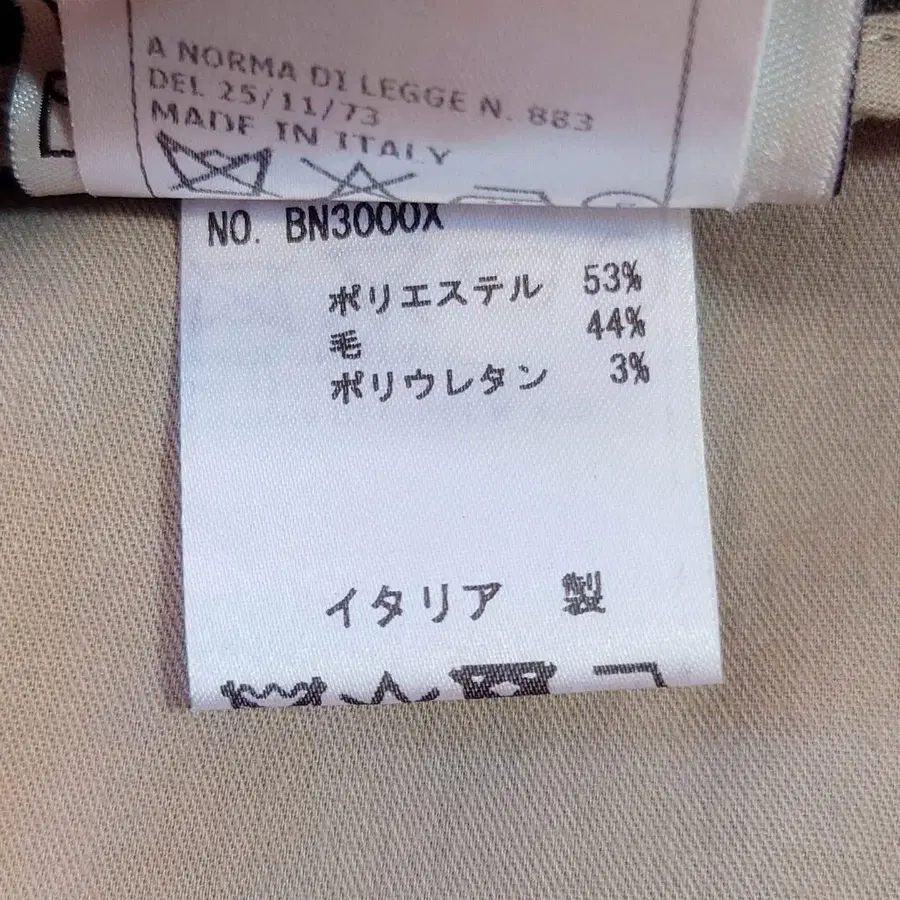 A NORMA DI LEGGE N. 883
DEL 25/11/73
MADE IN ITALY
NO. BN3000X
ポリエステル 53%
毛 44%
ポリウレタン 3%
イタリア 製